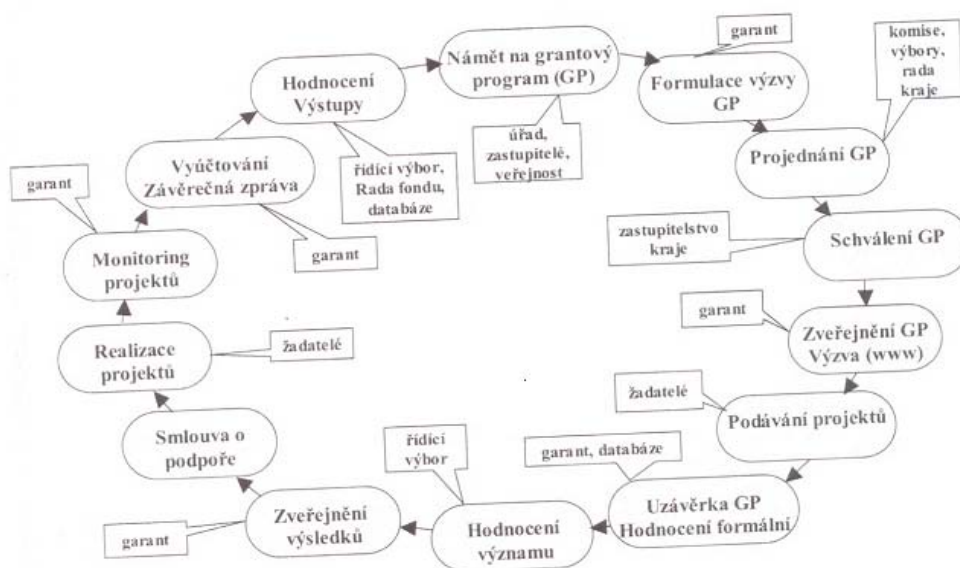 Námět na grantový
program (GP)
úřad,
zastupitelé,
veřejnost
garant
Formulace výzvy
GP
komise,
výbory,
rada
kraje
Projednání GP
zastupitelstvo
kraje
Schválení GP
garant
Zveřejnění GP
Výzva (www)
žadatelé
Podávání projektů
garant, databáze
Uzávěrka GP
Hodnocení formální
řídící
výbor
Hodnocení
významu
garant
Zveřejnění
výsledků
Smlouva o
podpoře
Realizace
projektů
žadatelé
garant
Monitoring
projektů
Vyúčtování
Závěrečná zpráva
garant
Hodnocení
Výstupy
řídící výbor,
Rada fondu,
databáze